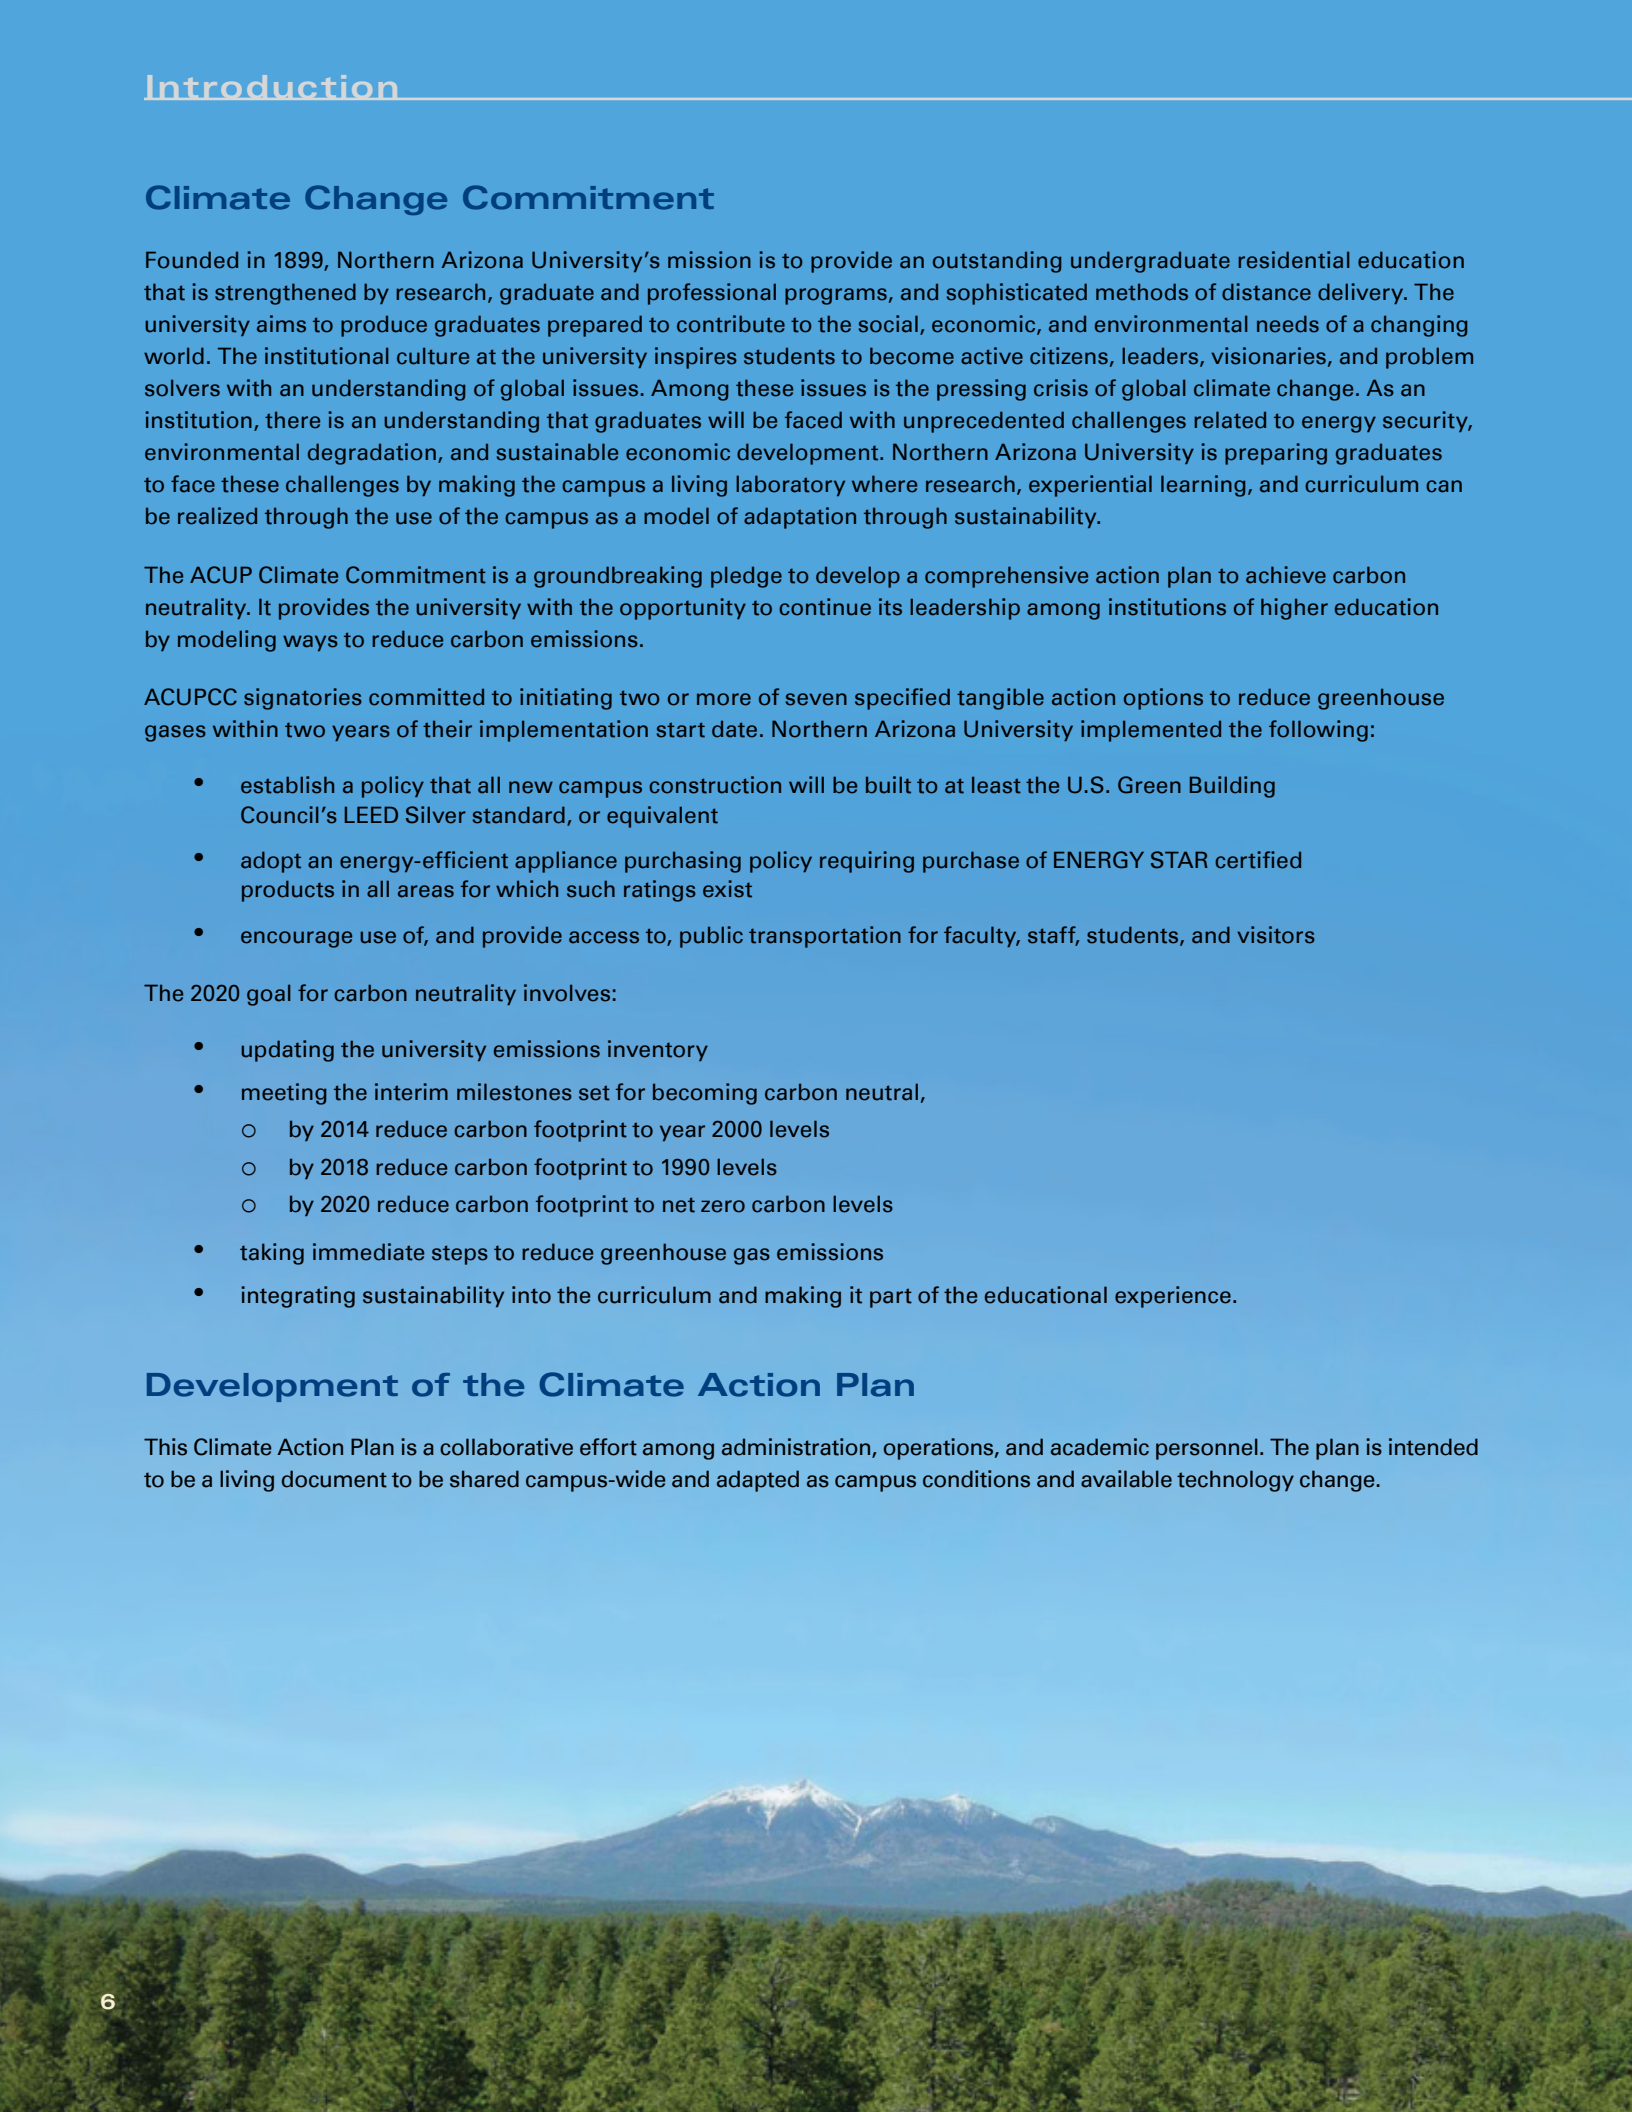 Introduction
Climate Change Commitment
Founded in 1899, Northern Arizona University’s mission is to provide an outstanding undergraduate residential education
that is strengthened by research, graduate and professional programs, and sophisticated methods of distance delivery. The
university aims to produce graduates prepared to contribute to the social, economic, and environmental needs of a changing
world. The institutional culture at the university inspires students to become active citizens, leaders, visionaries, and problem
solvers with an understanding of global issues. Among these issues is the pressing crisis of global climate change. As an
institution, there is an understanding that graduates will be faced with unprecedented challenges related to energy security,
environmental degradation, and sustainable economic development. Northern Arizona University is preparing graduates
to face these challenges by making the campus a living laboratory where research, experiential learning, and curriculum can
be realized through the use of the campus as a model of adaptation through sustainability.
The ACUP Climate Commitment is a groundbreaking pledge to develop a comprehensive action plan to achieve carbon
neutrality. It provides the university with the opportunity to continue its leadership among institutions of higher education
by modeling ways to reduce carbon emissions.
ACUPCC signatories committed to initiating two or more of seven specified tangible action options to reduce greenhouse
gases within two years of their implementation start date. Northern Arizona University implemented the following:
• establish a policy that all new campus construction will be built to at least the U.S. Green Building
Council’s LEED Silver standard, or equivalent
• adopt an energy-efficient appliance purchasing policy requiring purchase of ENERGY STAR certified
products in all areas for which such ratings exist
• encourage use of, and provide access to, public transportation for faculty, staff, students, and visitors
The 2020 goal for carbon neutrality involves:
• updating the university emissions inventory
• meeting the interim milestones set for becoming carbon neutral,
○ by 2014 reduce carbon footprint to year 2000 levels
○ by 2018 reduce carbon footprint to 1990 levels
○ by 2020 reduce carbon footprint to net zero carbon levels
• taking immediate steps to reduce greenhouse gas emissions
• integrating sustainability into the curriculum and making it part of the educational experience.
Development of the Climate Action Plan
This Climate Action Plan is a collaborative effort among administration, operations, and academic personnel. The plan is intended
to be a living document to be shared campus-wide and adapted as campus conditions and available technology change.
6